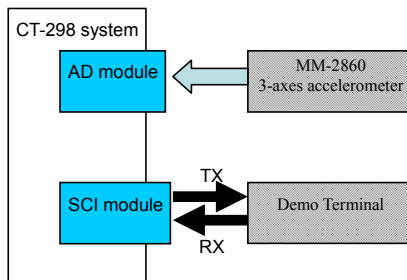 CT-298 system
AD module
MM-2860
3-axes accelerometer
TX
SCI module
Demo Terminal
RX